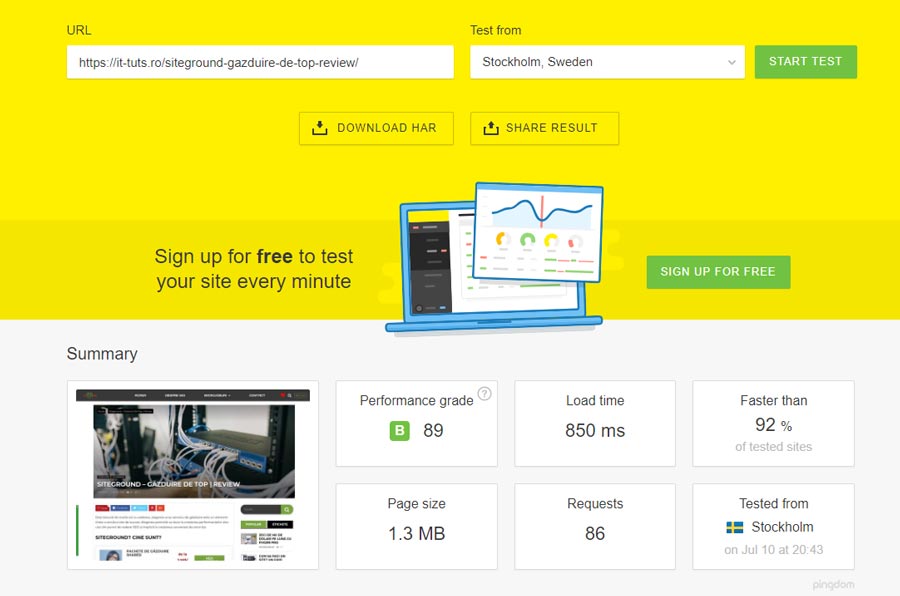 URL
Test from
https://it-tuts.ro/siteground-gazduire-de-top-review/
Stockholm, Sweden
START TEST
DOWNLOAD HAR
SHARE RESULT
Sign up for free to test
your site every minute
SIGN UP FOR FREE
Summary
Performance grade ?
B 89
Load time
850 ms
Faster than
92 %
of tested sites
SITEGROUND – GĂZDUIRE DE TOP | REVIEW
SITEGROUND? CINE SUNT?
Page size
1.3 MB
Requests
86
Tested from
Stockholm
on Jul 10 at 20:43
pingdom